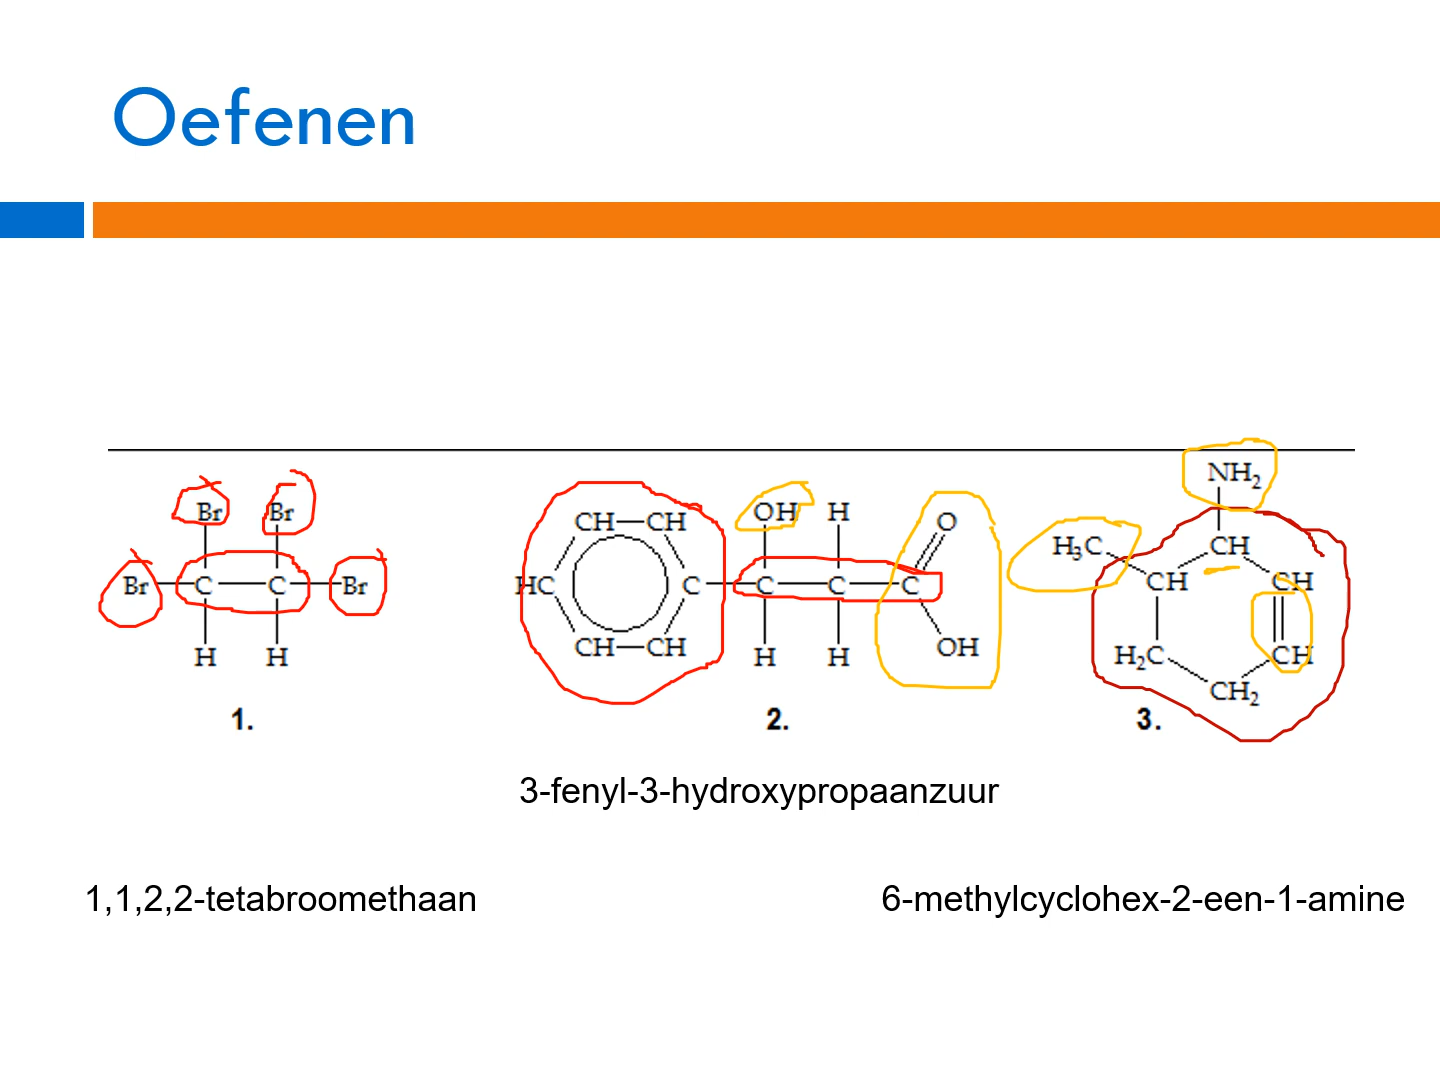 Oefenen
NH₂
Br Br OH H O H₃C CH
CH—CH
Br C C Br HC C C C C CH CH
H H CH—CH H H OH H₂C CH
CH₂
1. 2. 3.
3-fenyl-3-hydroxypropaanzuur
1,1,2,2-tetabroomethaan 6-methylcyclohex-2-een-1-amine